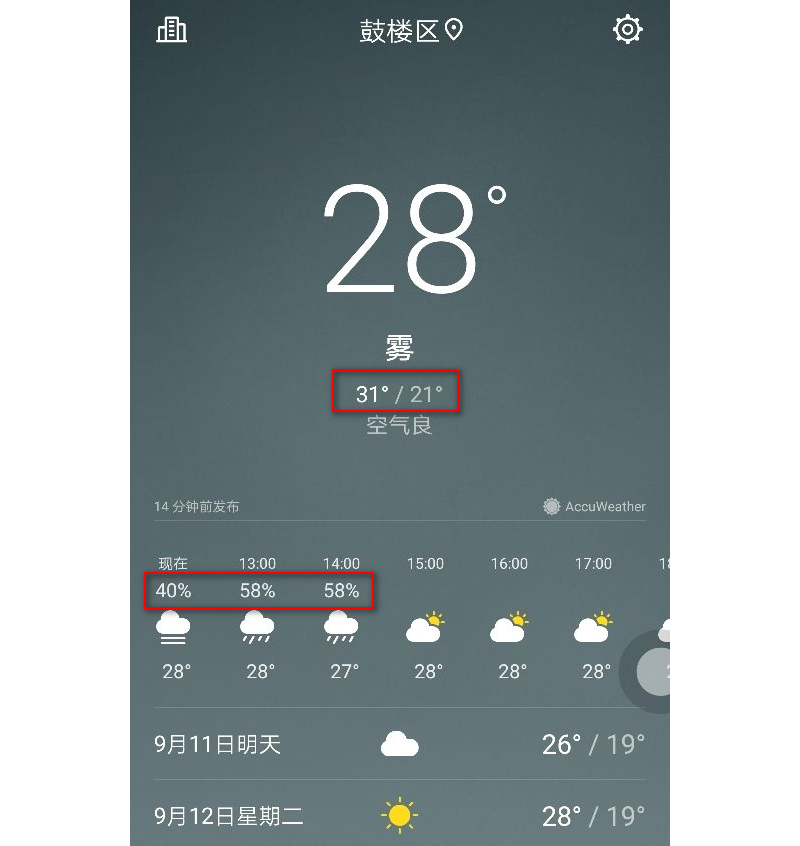 鼓楼区
28°
雾
31° / 21°
空气良
14 分钟前发布 AccuWeather
现在 13:00 14:00 15:00 16:00 17:00
40% 58% 58%
28° 28° 27° 28° 28° 28°
9月11日明天 26° / 19°
9月12日星期二 28° / 19°